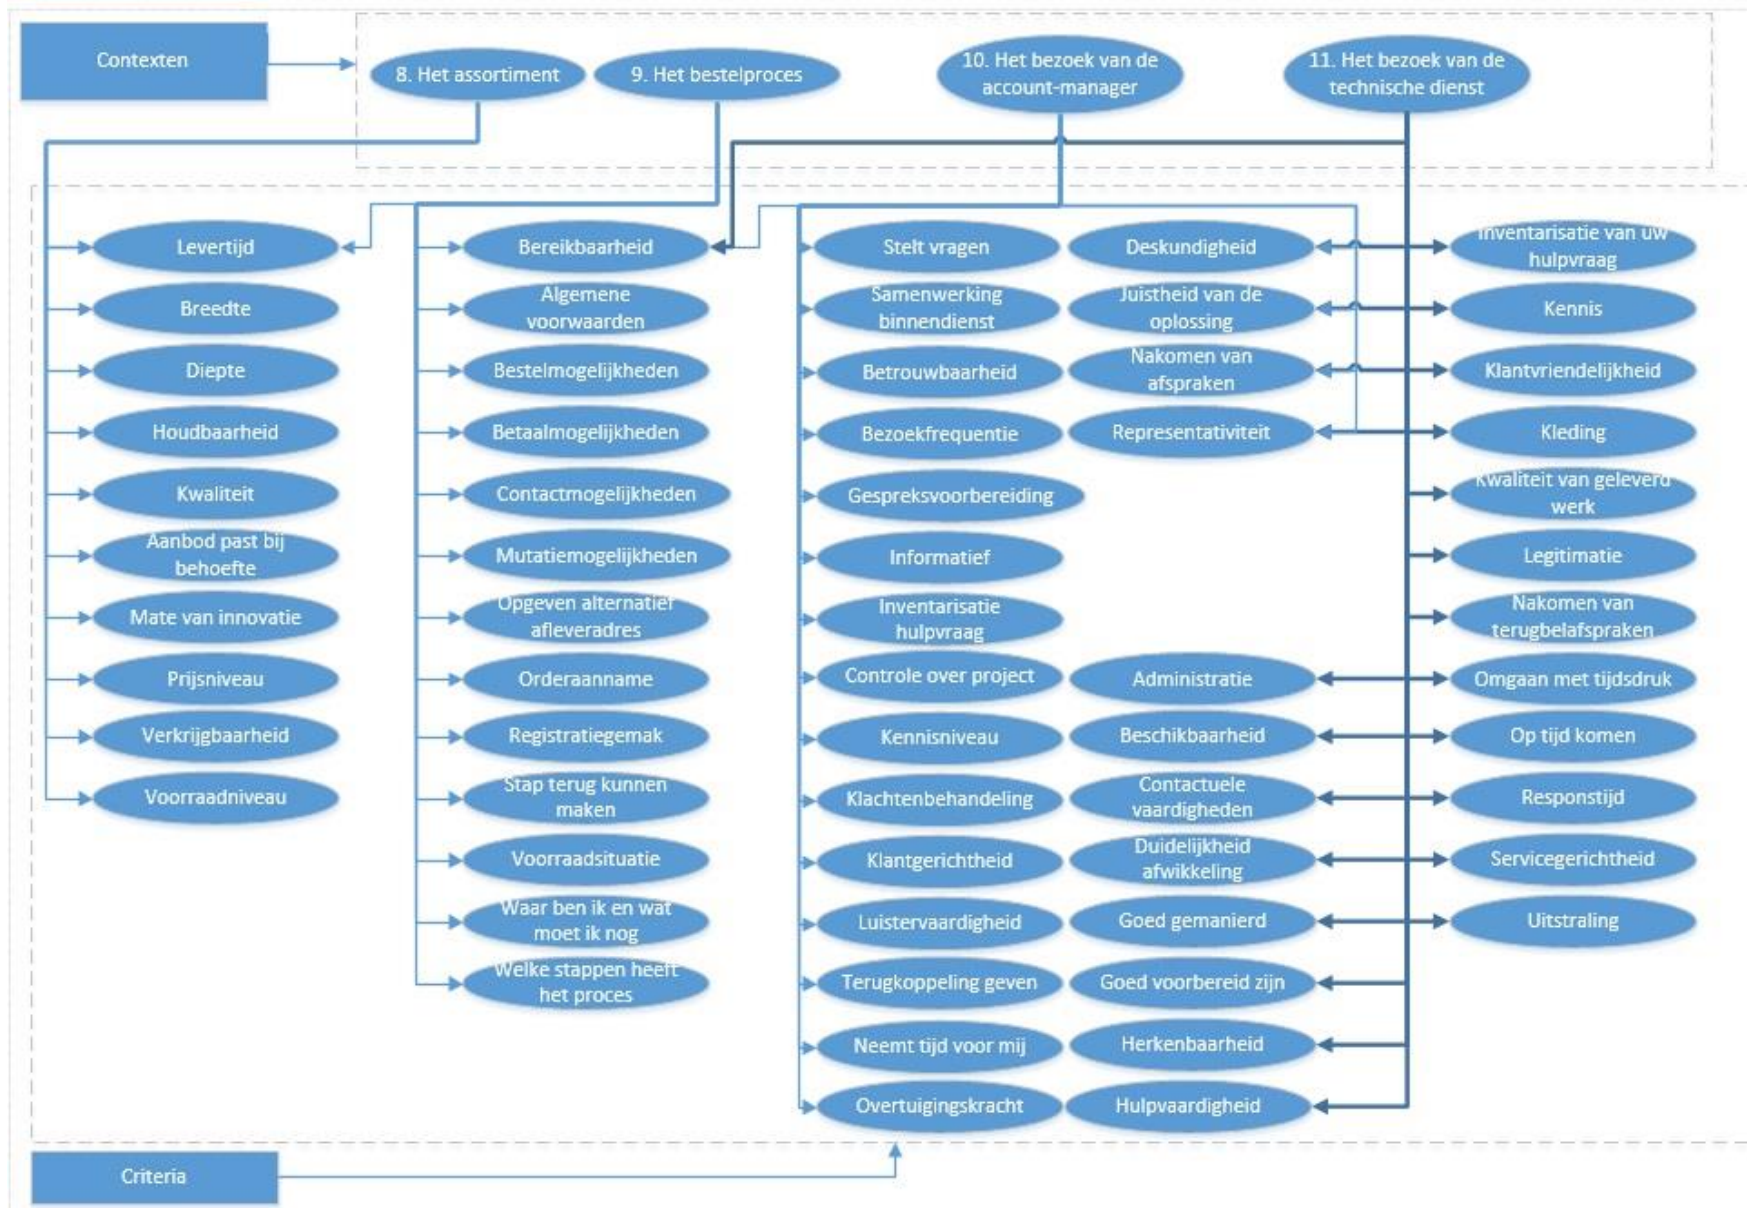 Contexten
8. Het assortiment
9. Het bestelproces
10. Het bezoek van de
account-manager
11. Het bezoek van de
technische dienst
Levertijd
Breedte
Diepte
Houdbaarheid
Kwaliteit
Aanbod past bij
behoefte
Mate van innovatie
Prijsniveau
Verkrijgbaarheid
Voorraadniveau
Bereikbaarheid
Algemene
voorwaarden
Bestelmogelijkheden
Betaalmogelijkheden
Contactmogelijkheden
Mutatiemogelijkheden
Opgeven alternatief
afleveradres
Orderaanname
Registratiegemak
Stap terug kunnen
maken
Voorraadsituatie
Waar ben ik en wat
moet ik nog
Welke stappen heeft
het proces
Stelt vragen
Samenwerking
binnendienst
Betrouwbaarheid
Bezoekfrequentie
Gespreksvoorbereiding
Informatief
Inventarisatie
hulpvraag
Controle over project
Kennisniveau
Klachtenbehandeling
Klantgerichtheid
Luistervaardigheid
Terugkoppeling geven
Neemt tijd voor mij
Overtuigingskracht
Deskundigheid
Juistheid van de
oplossing
Nakomen van
afspraken
Representativiteit
Administratie
Beschikbaarheid
Contactuele
vaardigheden
Duidelijkheid
afwikkeling
Goed gemanierd
Goed voorbereid zijn
Herkenbaarheid
Hulpvaardigheid
Inventarisatie van uw
hulpvraag
Kennis
Klantvriendelijkheid
Kleding
Kwaliteit van geleverd
werk
Legitimatie
Nakomen van
terugbelafspraken
Omgaan met tijdsdruk
Op tijd komen
Responstijd
Servicegerichtheid
Uitstraling
Criteria